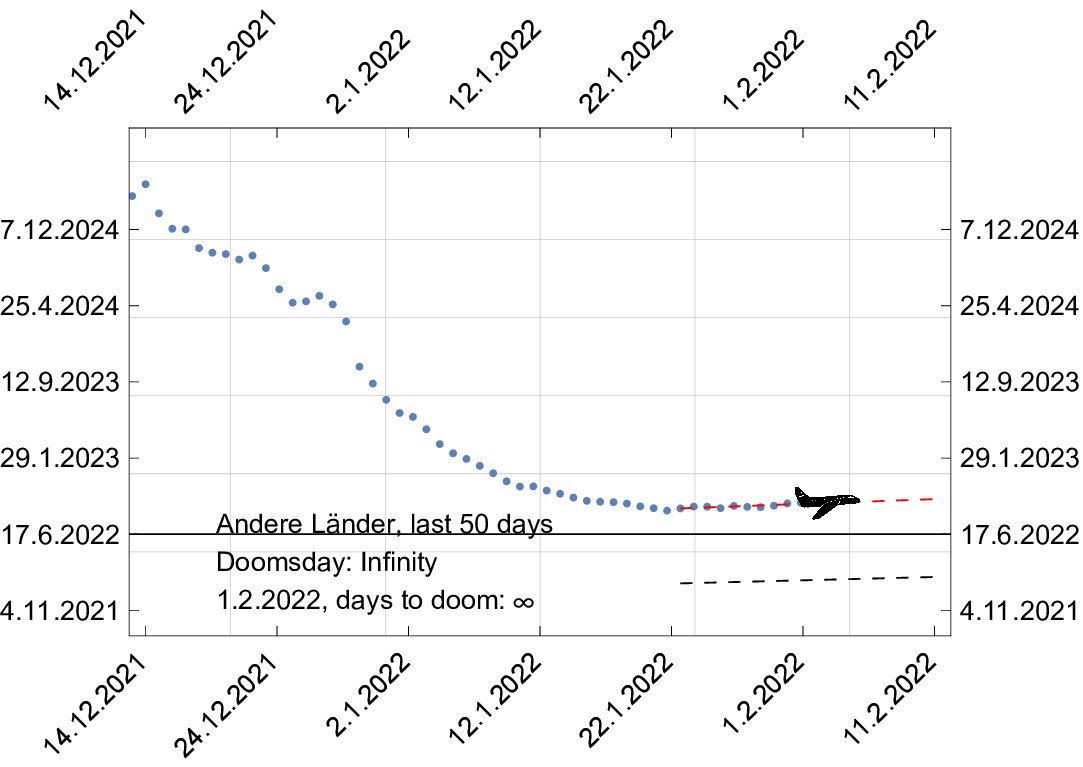 14.12.2021 24.12.2021 2.1.2022 12.1.2022 22.1.2022 1.2.2022 11.2.2022
7.12.2024 7.12.2024
25.4.2024 25.4.2024
12.9.2023 12.9.2023
29.1.2023 29.1.2023
Andere Länder, last 50 days
17.6.2022 17.6.2022
Doomsday: Infinity
1.2.2022, days to doom: ∞
4.11.2021 4.11.2021
14.12.2021 24.12.2021 2.1.2022 12.1.2022 22.1.2022 1.2.2022 11.2.2022